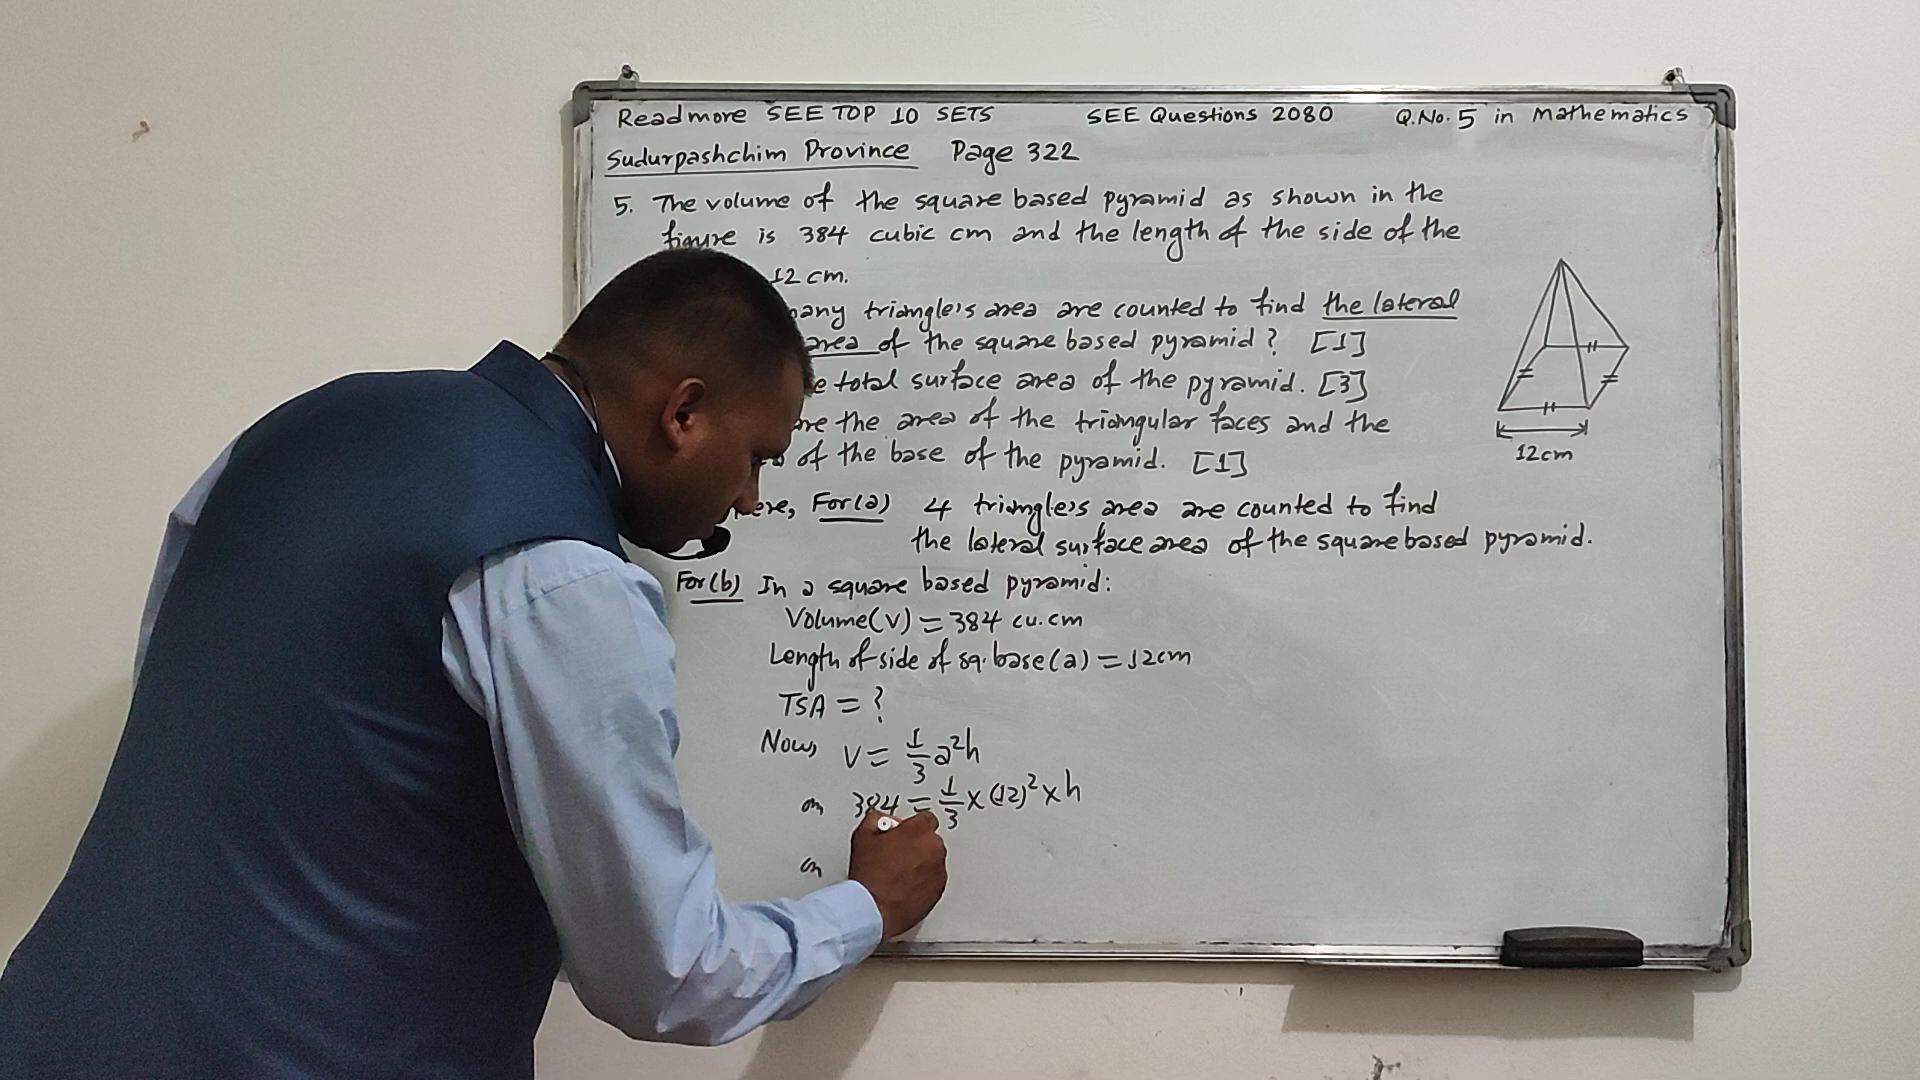 Readmore SEE TOP 10 SETS SEE Questions 2080 Q.No. 5 in Mathematics
Sudurpashchim Province Page 322
5. The volume of the square based pyramid as shown in the
figure is 384 cubic cm and the length of the side of the
12 cm.
triangle's area are counted to find the lateral
area of the square based pyramid? [1]
total surface area of the pyramid. [3]
the area of the triangular faces and the
of the base of the pyramid. [1]
For(a) 4 triangle's area are counted to find
the lateral surface area of the square based pyramid.
For(b) In a square based pyramid:
Volume(V) = 384 cu.cm
Length of side of sq. base(a) = 12cm
TSA = ?
Now, V = 1/3 a²h
or 384 = 1/3 × (12)² × h
or
12cm